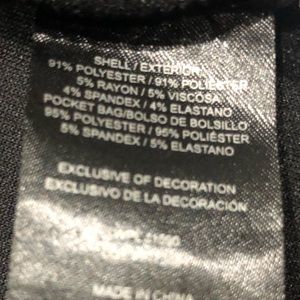 SHELL / EXTERIOR
91% POLYESTER / 91% POLIESTER
5% RAYON / 5% VISCOSA
4% SPANDEX / 4% ELASTANO
POCKET BAG/BOLSO DE BOLSILLO
95% POLYESTER / 95% POLIÉSTER
5% SPANDEX / 5% ELASTANO
EXCLUSIVE OF DECORATION
EXCLUSIVO DE LA DECORACIÓN
MADE IN CHINA